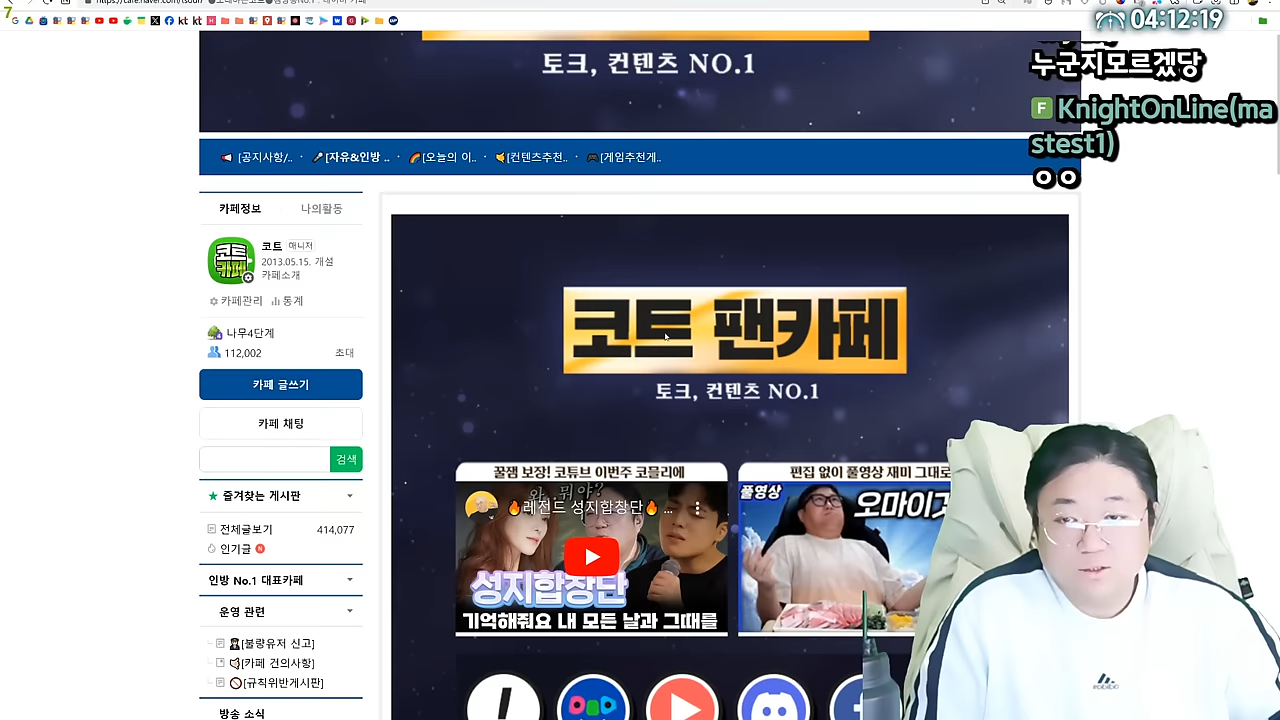 7
04:12:19
토크, 컨텐츠 NO.1
누군지모르겠당
F KnightOnLine(ma
stest1)
ㅇㅇ
[공지사항/.. · [자유&인방 .. · [오늘의 이.. · [컨텐츠추천.. · [게임추천게..
카페정보
나의활동
코트 매니저
2013.05.15. 개설
카페소개
카페관리 통계
나무4단계
112,002 초대
카페 글쓰기
카페 채팅
검색
즐겨찾는 게시판
전체글보기 414,077
인기글 N
인방 No.1 대표카페
운영 관련
[불량유저 신고]
[카페 건의사항]
[규칙위반게시판]
방송 소식
코트
카페
코트 팬카페
토크, 컨텐츠 NO.1
꿀잼 보장! 코튜브 이번주 코플리에
와, 뭐야?
레전드 성지합창단 ...
성지합창단
기억해줘요 내 모든 날과 그때를
편집 없이 풀영상 재미 그대로
풀영상
오마이